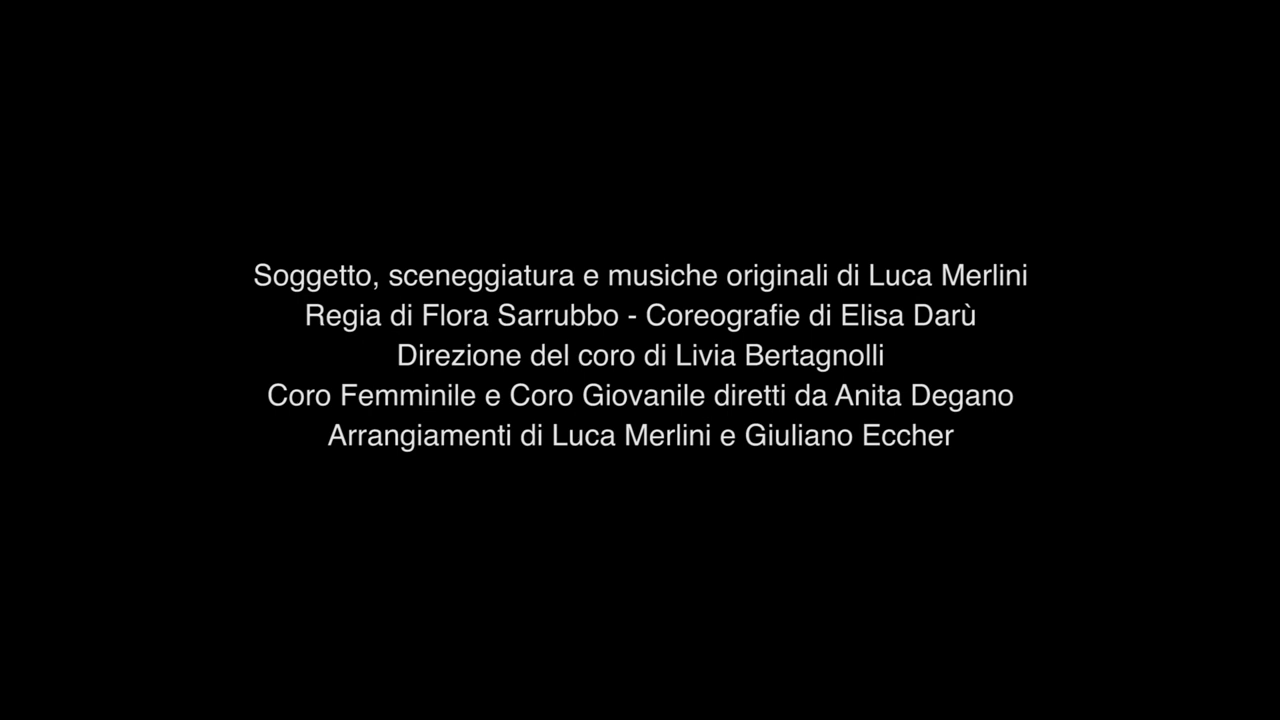 Soggetto, sceneggiatura e musiche originali di Luca Merlini
Regia di Flora Sarrubbo - Coreografie di Elisa Darù
Direzione del coro di Livia Bertagnolli
Coro Femminile e Coro Giovanile diretti da Anita Degano
Arrangiamenti di Luca Merlini e Giuliano Eccher